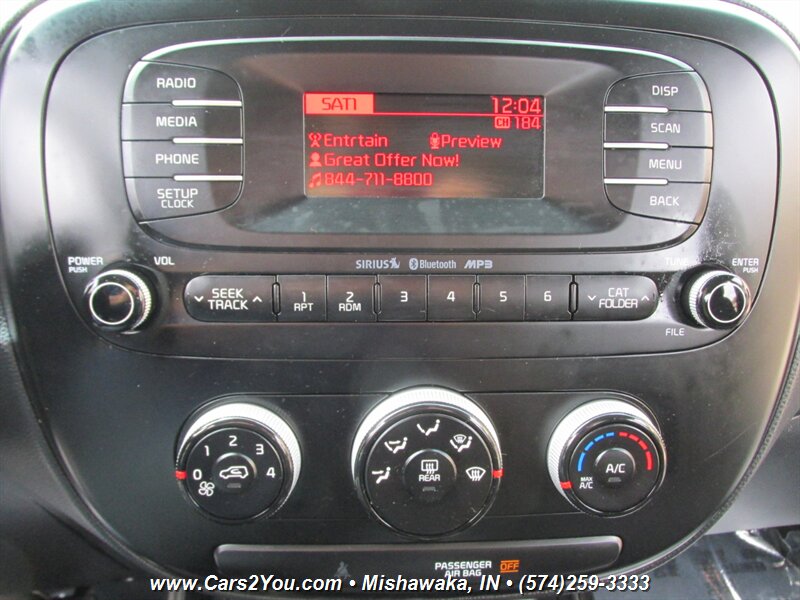 RADIO
MEDIA
PHONE
SETUP
CLOCK
SAT1 12:04
CH 184
Entrtain Preview
Great Offer Now!
844-711-8800
DISP
SCAN
MENU
BACK
POWER
PUSH
VOL
SIRIUS Bluetooth MP3
TUNE
ENTER
PUSH
SEEK
TRACK
1
RPT
2
RDM
3
4
5
6
CAT
FOLDER
FILE
0 1 2 3 4
REAR
A/C
MAX
A/C
PASSENGER
AIR BAG
OFF
www.Cars2You.com • Mishawaka, IN • (574)259-3333